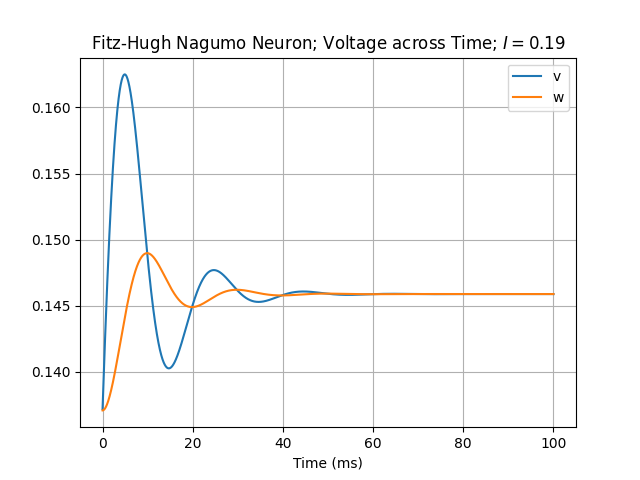 Fitz-Hugh Nagumo Neuron; Voltage across Time; I = 0.19
v
w
0.160
0.155
0.150
0.145
0.140
0 20 40 60 80 100
Time (ms)